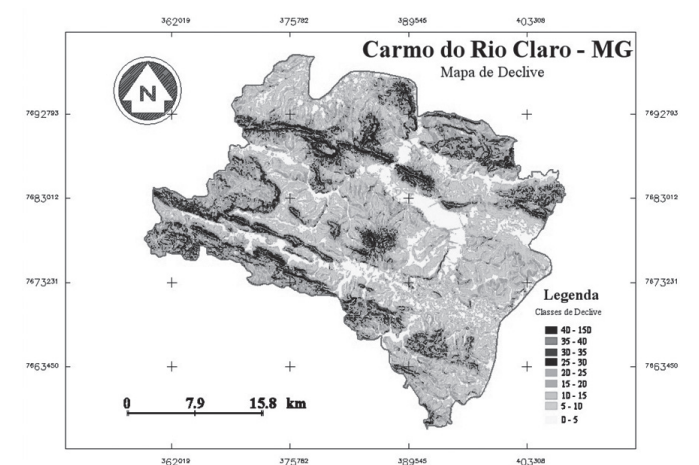 362019 375782 389545 403308
Carmo do Rio Claro - MG
Mapa de Declive
N
7692793 7692793
7683012 7683012
7673231 7673231
7663450 7663450
Legenda
Classes de Declive
40 - 150
35 - 40
30 - 35
25 - 30
20 - 25
15 - 20
10 - 15
5 - 10
0 - 5
0 7.9 15.8 km
362019 375782 389545 403308